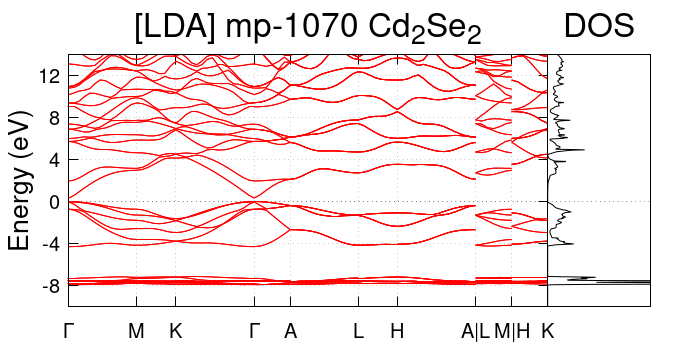 [LDA] mp-1070 Cd₂Se₂ DOS
Energy (eV)
12
8
4
0
-4
-8
Γ M K Γ A L H A|L M|H K